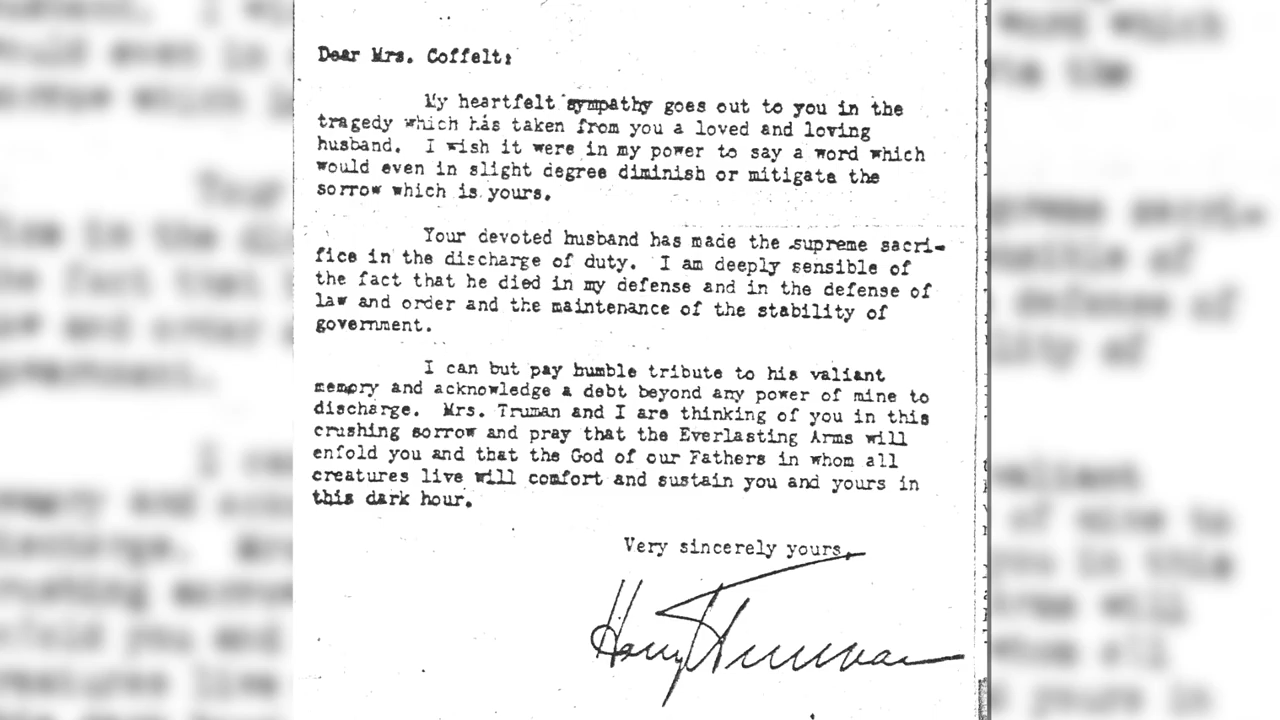 Dear Mrs. Coffelt:
My heartfelt sympathy goes out to you in the
tragedy which has taken from you a loved and loving
husband. I wish it were in my power to say a word which
would even in slight degree diminish or mitigate the
sorrow which is yours.
Your devoted husband has made the supreme sacri-
fice in the discharge of duty. I am deeply sensible of
the fact that he died in my defense and in the defense of
law and order and the maintenance of the stability of
government.
I can but pay humble tribute to his valiant
memory and acknowledge a debt beyond any power of mine to
discharge. Mrs. Truman and I are thinking of you in this
crushing sorrow and pray that the Everlasting Arms will
enfold you and that the God of our Fathers in whom all
creatures live will comfort and sustain you and yours in
this dark hour.
Very sincerely yours,
Harry Truman